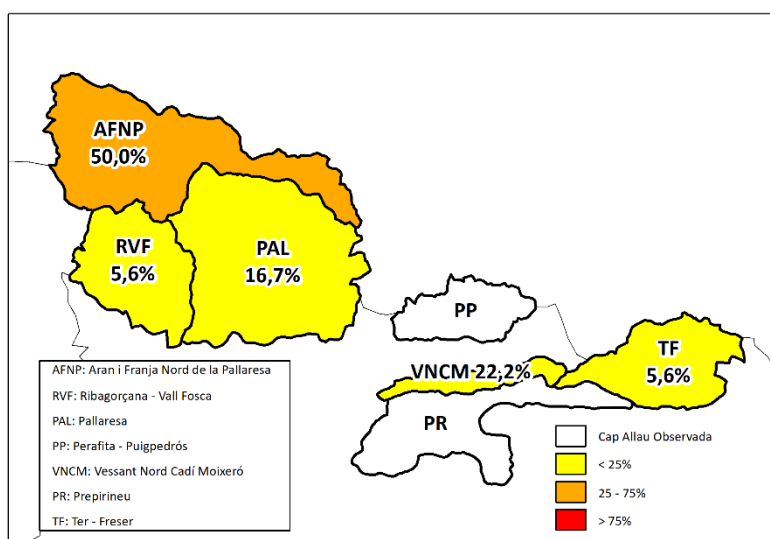 AFNP
50,0%
RVF
5,6%
PAL
16,7%
PP
VNCM 22,2%
TF
5,6%
PR
AFNP: Aran i Franja Nord de la Pallaresa
RVF: Ribagorçana - Vall Fosca
PAL: Pallaresa
PP: Perafita - Puigpedrós
VNCM: Vessant Nord Cadí Moixeró
PR: Prepirineu
TF: Ter - Freser
Cap Allau Observada
< 25%
25 - 75%
> 75%